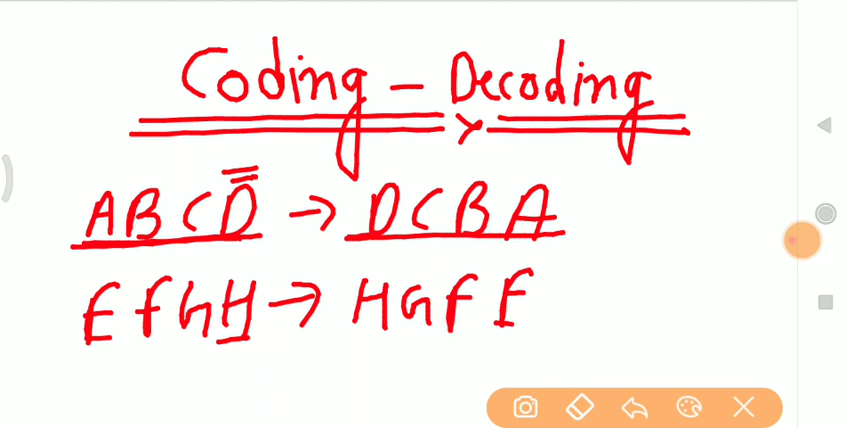 Coding - Decoding
ABCD → DCBA
EFGH → HGFE